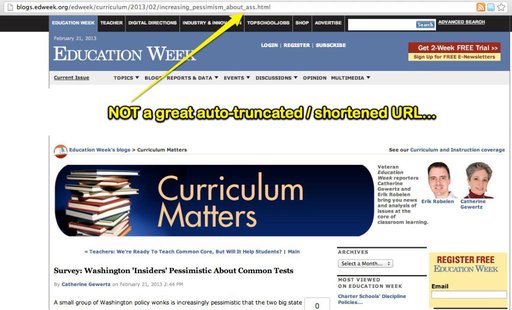 blogs.edweek.org/edweek/curriculum/2013/02/increasing_pessimism_about_ass.html
EDUCATION WEEK TEACHER DIGITAL DIRECTIONS INDUSTRY & INNOVATION TOPSCHOOLJOBS SHOP ADVERTISE
ADVANCED SEARCH
February 21, 2013
EDUCATION WEEK
LOGIN | REGISTER | SUBSCRIBE
Get 2-Week FREE Trial >>
Sign Up for FREE E-Newsletters
Current Issue TOPICS BLOGS REPORTS & DATA EVENTS DISCUSSIONS OPINION MULTIMEDIA
NOT a great auto-truncated / shortened URL...
Education Week's blogs > Curriculum Matters
See our Curriculum and Instruction coverage
Curriculum
Matters
Veteran
Education
Week reporters
Catherine
Gewertz and
Erik Robelen
bring you news
and analysis of
issues at the
core of
classroom learning.
Erik Robelen
Catherine
Gewertz
« Teachers: We're Ready To Teach Common Core, But Will It Help Students? | Main
Survey: Washington 'Insiders' Pessimistic About Common Tests
By Catherine Gewertz on February 21, 2013 2:44 PM
A small group of Washington policy wonks is increasingly pessimistic that the two big state
0
ARCHIVES
Select a Month...
MOST VIEWED
ON EDUCATION WEEK
Charter Schools' Discipline
Policies...
REGISTER FREE
EDUCATION WEEK
Email